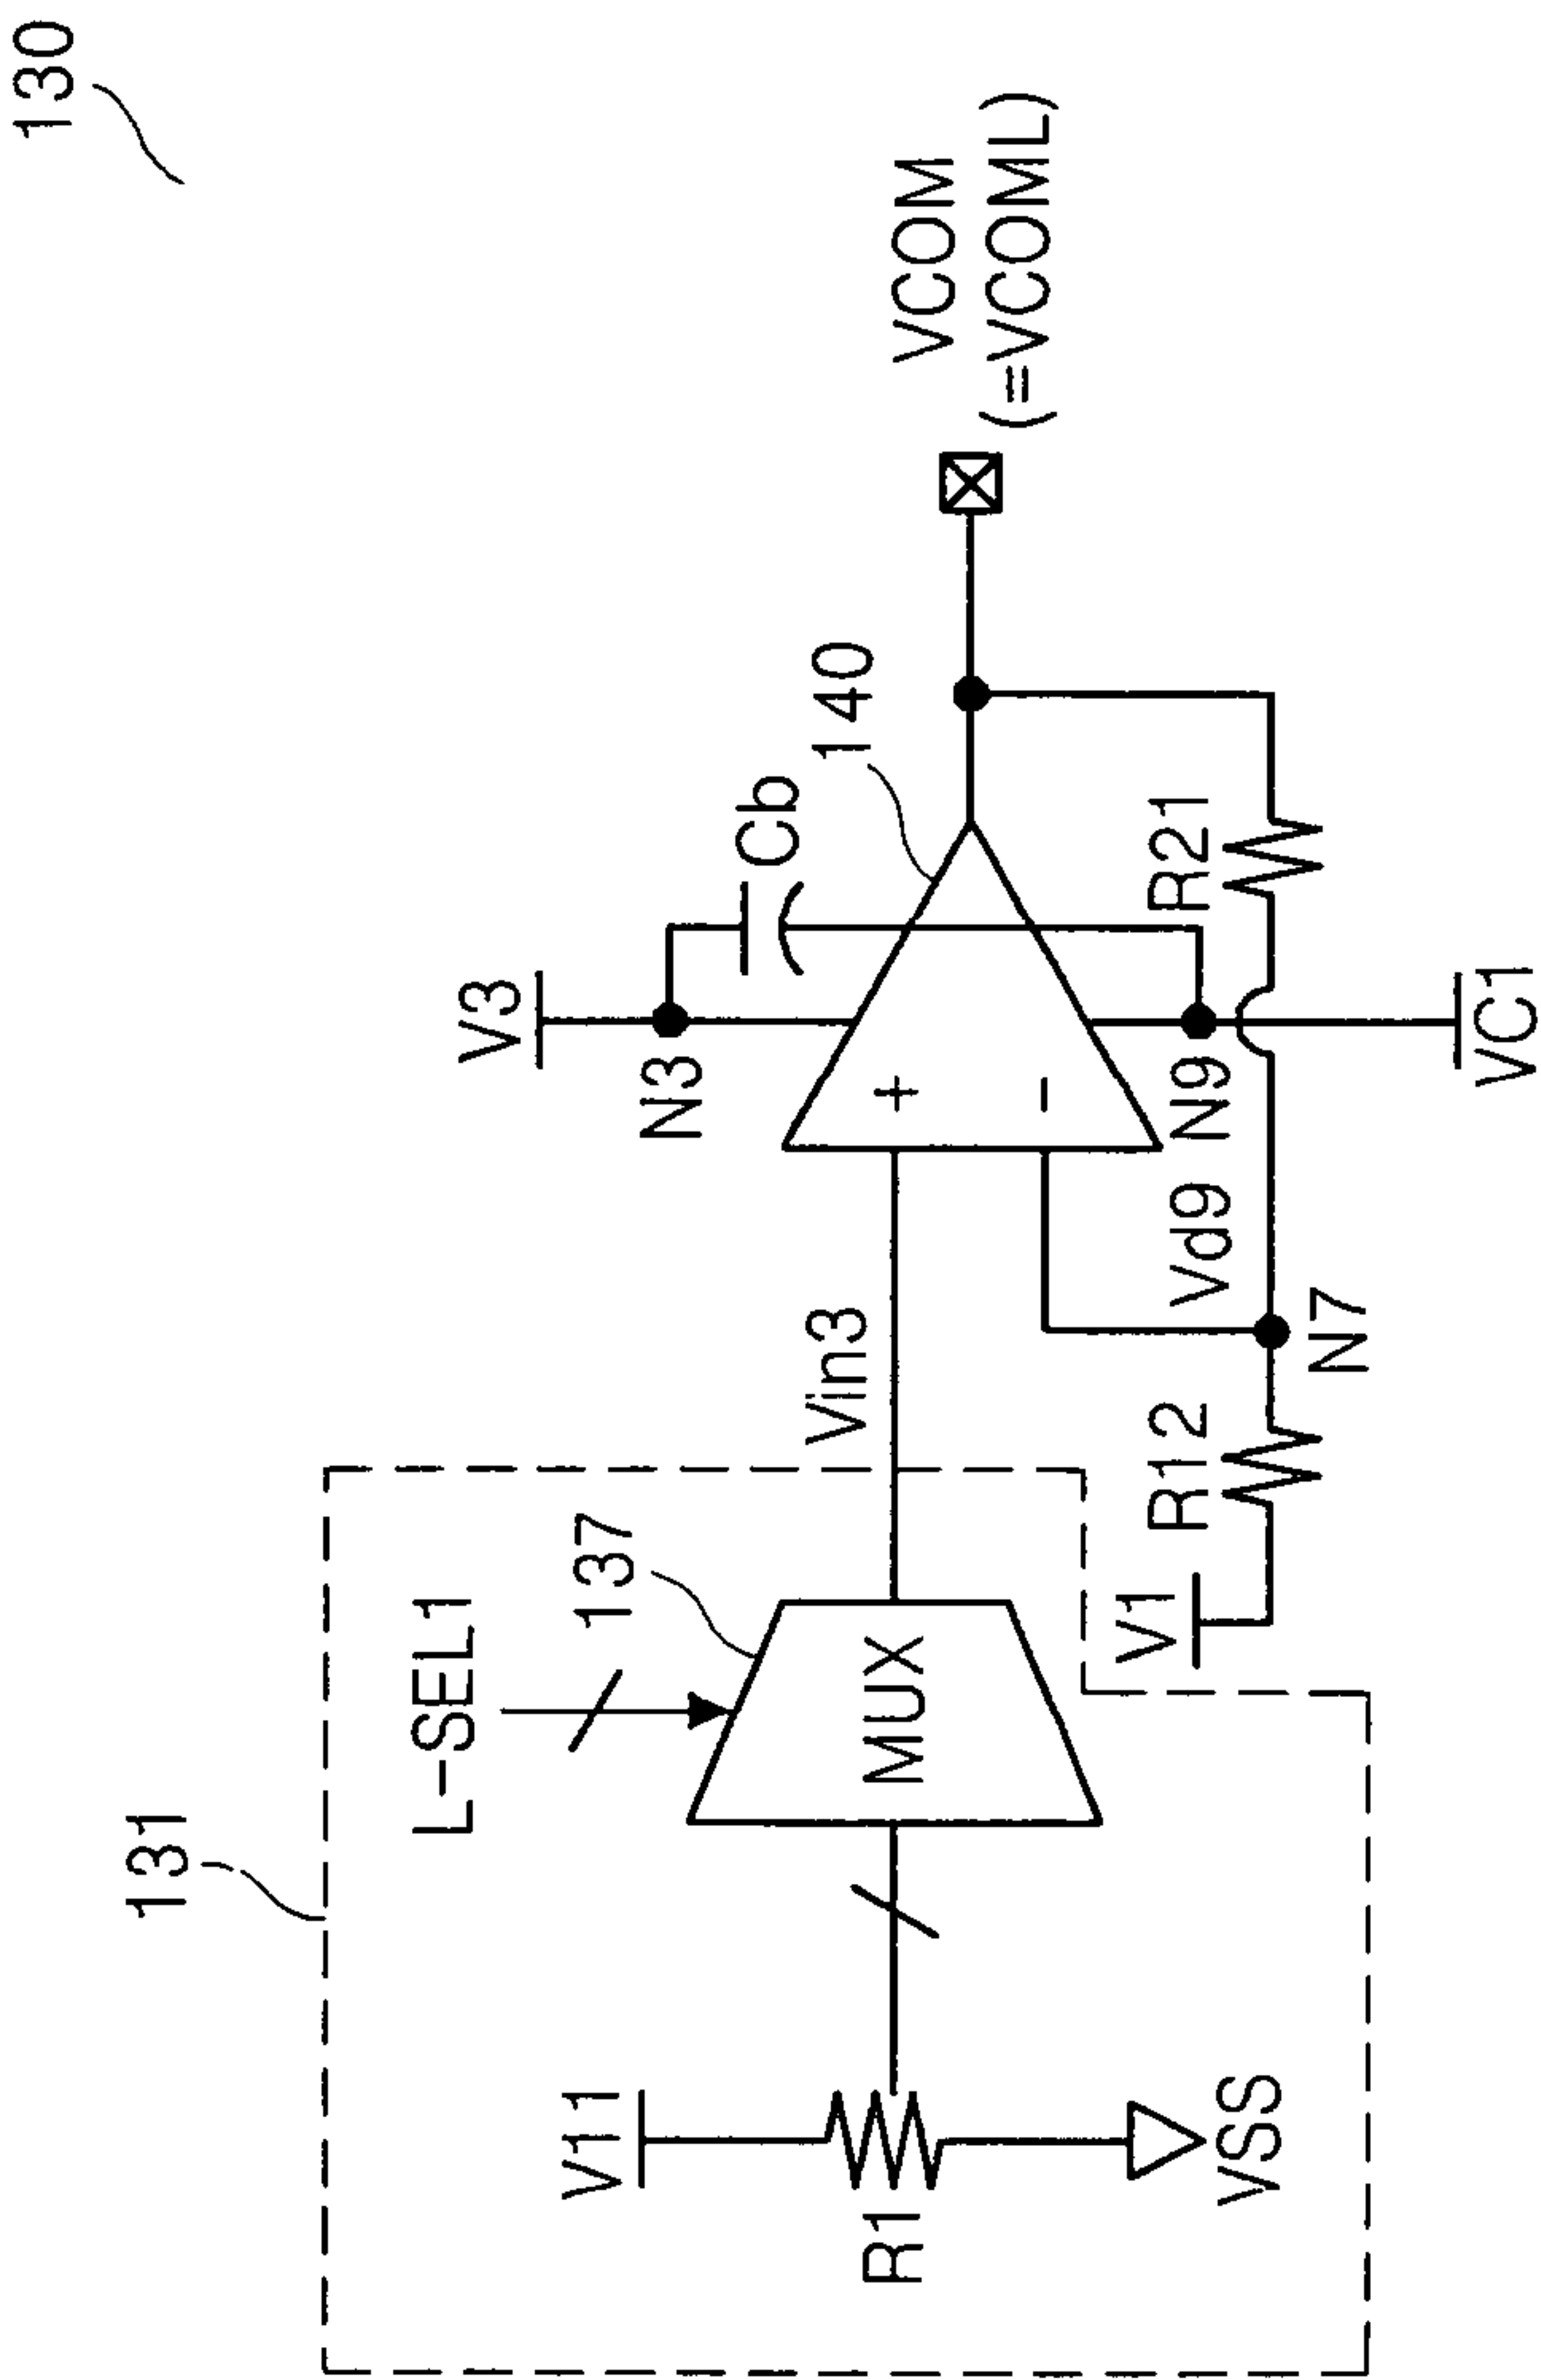 130
131
L-SEL1
137
V11
R1
VSS
MUX
Vin3
V3
N3
Cb
140
+
-
VCOM
(=VCOML)
V1
R12
Vd9
N7
N9
R21
VC1